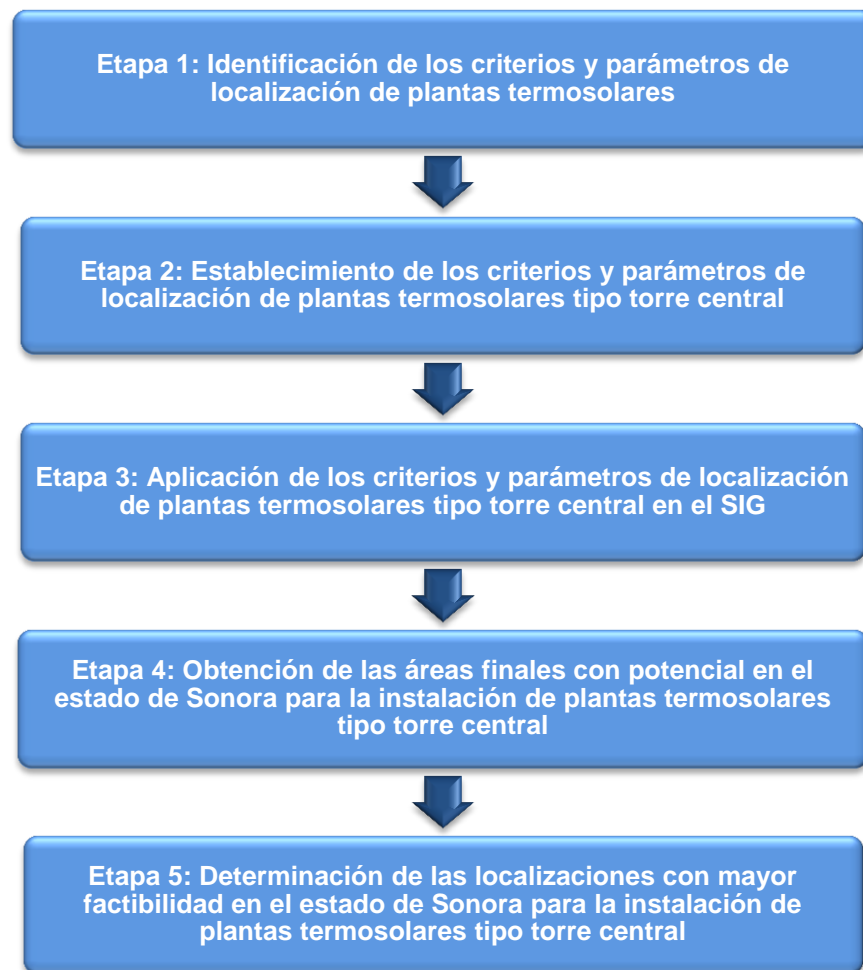 Etapa 1: Identificación de los criterios y parámetros de
localización de plantas termosolares
Etapa 2: Establecimiento de los criterios y parámetros de
localización de plantas termosolares tipo torre central
Etapa 3: Aplicación de los criterios y parámetros de localización
de plantas termosolares tipo torre central en el SIG
Etapa 4: Obtención de las áreas finales con potencial en el
estado de Sonora para la instalación de plantas termosolares
tipo torre central
Etapa 5: Determinación de las localizaciones con mayor
factibilidad en el estado de Sonora para la instalación de
plantas termosolares tipo torre central